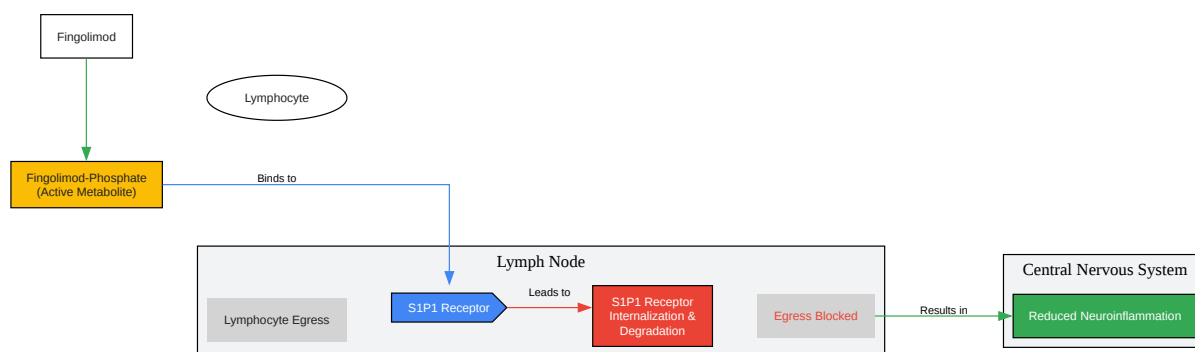 Fingolimod
Lymphocyte
Fingolimod-Phosphate
(Active Metabolite)
Binds to
Lymph Node
Central Nervous System
Lymphocyte Egress
S1P1 Receptor
Leads to
S1P1 Receptor
Internalization &
Degradation
Egress Blocked
Results in
Reduced Neuroinflammation